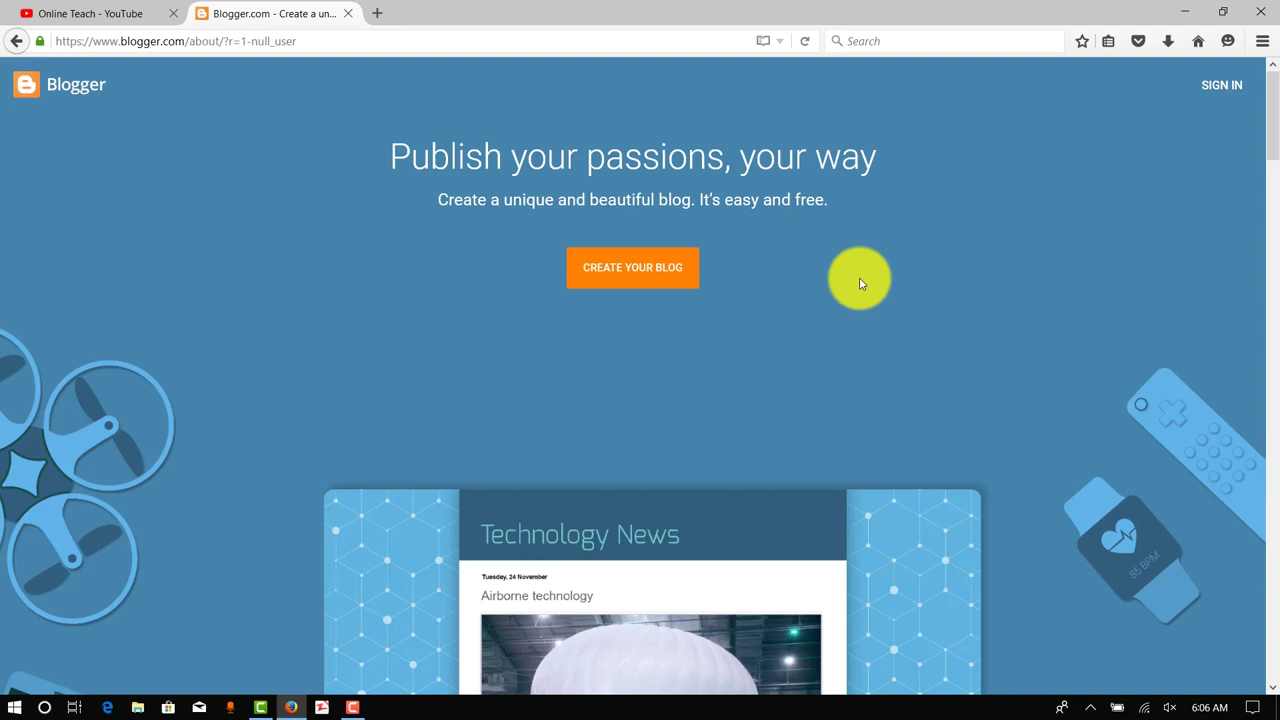 Online Teach - YouTube
Blogger.com - Create a un...
https://www.blogger.com/about/?r=1-null_user
Search
Blogger
SIGN IN
Publish your passions, your way
Create a unique and beautiful blog. It's easy and free.
CREATE YOUR BLOG
Technology News
Tuesday, 24 November
Airborne technology
85 BPM
6:06 AM